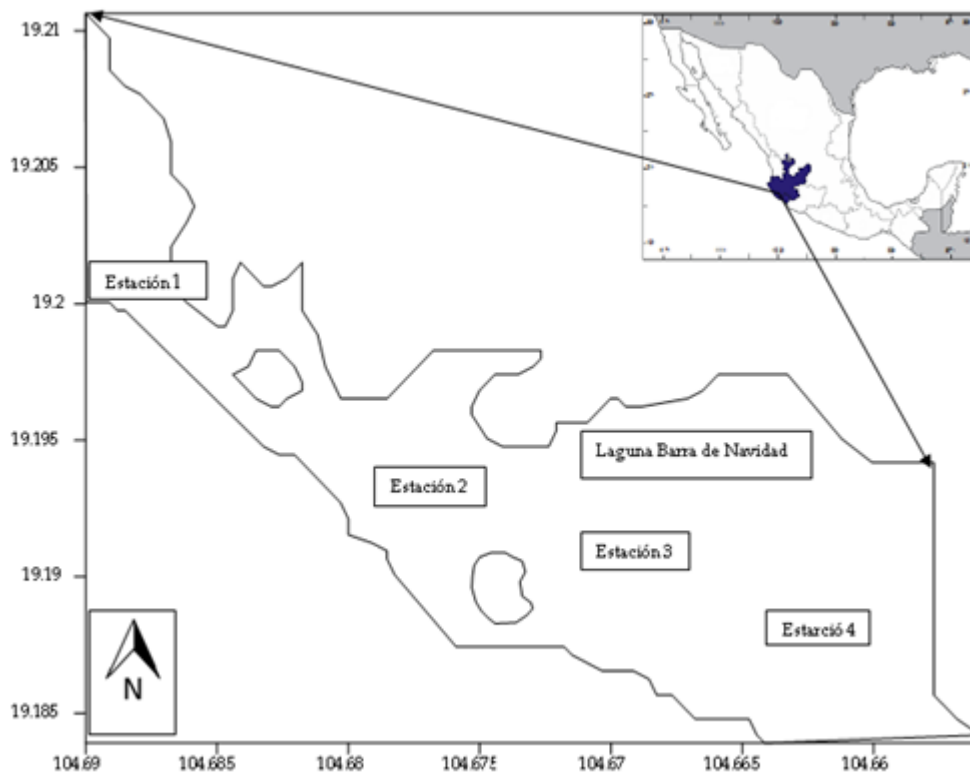 19.21
19.205
Estación 1
19.2
19.195
Laguna Barra de Navidad
Estación 2
Estación 3
19.19
Estarció 4
N
19.185
104.69 104.685 104.68 104.675 104.67 104.665 104.66